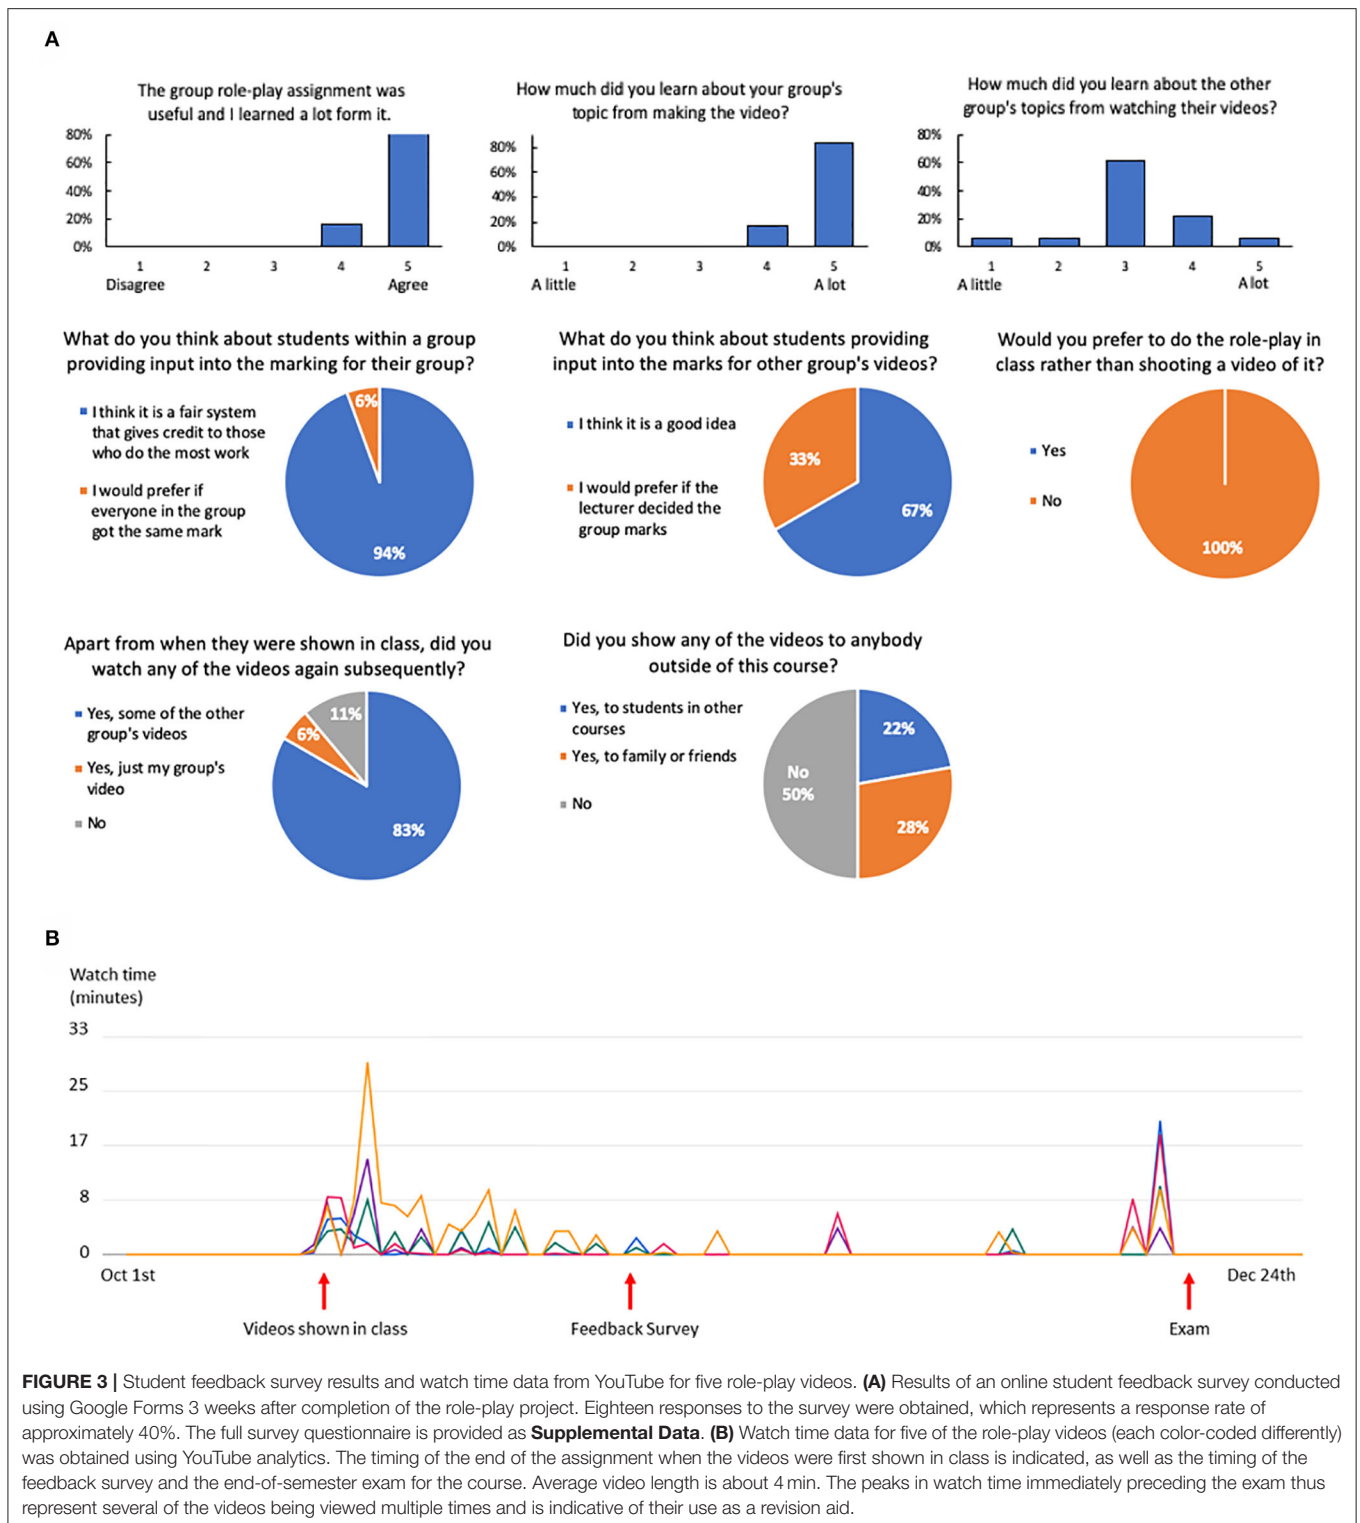 A
The group role-play assignment was
useful and I learned a lot form it.
80%
60%
40%
20%
0%
1
2
3
4
5
Disagree
Agree
How much did you learn about your group's
topic from making the video?
80%
60%
40%
20%
0%
1
2
3
4
5
A little
A lot
How much did you learn about the other
group's topics from watching their videos?
80%
60%
40%
20%
0%
1
2
3
4
5
A little
A lot
What do you think about students within a group
providing input into the marking for their group?
I think it is a fair system
that gives credit to those
who do the most work
I would prefer if
everyone in the group
got the same mark
6%
94%
What do you think about students providing
input into the marks for other group's videos?
I think it is a good idea
I would prefer if the
lecturer decided the
group marks
33%
67%
Would you prefer to do the role-play in
class rather than shooting a video of it?
Yes
No
100%
Apart from when they were shown in class, did you
watch any of the videos again subsequently?
Yes, some of the other
group's videos
Yes, just my group's
video
No
11%
6%
83%
Did you show any of the videos to anybody
outside of this course?
Yes, to students in other
courses
Yes, to family or friends
No
22%
No
50%
28%
B
Watch time
(minutes)
33
25
17
8
0
Oct 1st
Dec 24th
Videos shown in class
Feedback Survey
Exam
FIGURE 3 | Student feedback survey results and watch time data from YouTube for five role-play videos. (A) Results of an online student feedback survey conducted
using Google Forms 3 weeks after completion of the role-play project. Eighteen responses to the survey were obtained, which represents a response rate of
approximately 40%. The full survey questionnaire is provided as Supplemental Data. (B) Watch time data for five of the role-play videos (each color-coded differently)
was obtained using YouTube analytics. The timing of the end of the assignment when the videos were first shown in class is indicated, as well as the timing of the
feedback survey and the end-of-semester exam for the course. Average video length is about 4 min. The peaks in watch time immediately preceding the exam thus
represent several of the videos being viewed multiple times and is indicative of their use as a revision aid.